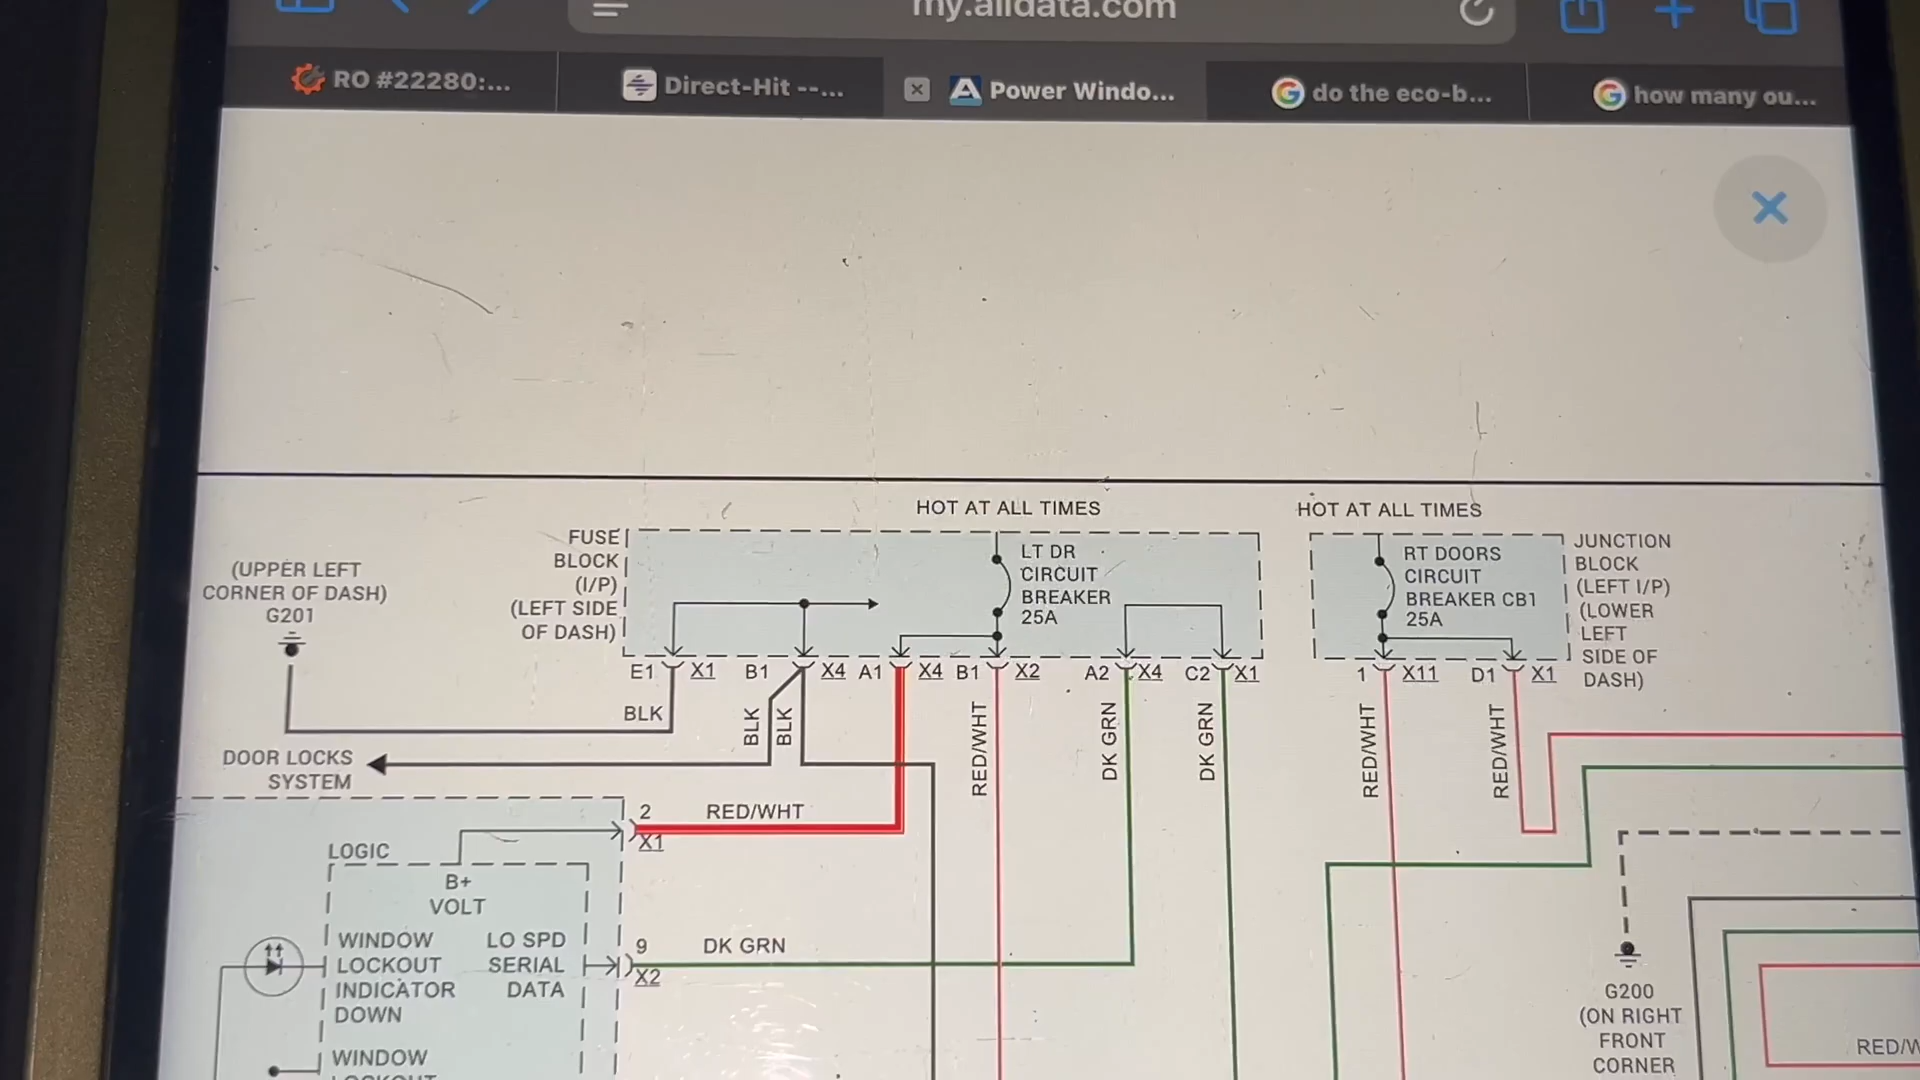 my.alldata.com
RO #22280:...
Direct-Hit --...
Power Windo...
do the eco-b...
how many ou...
HOT AT ALL TIMES
HOT AT ALL TIMES
(UPPER LEFT
CORNER OF DASH)
G201
FUSE
BLOCK
(I/P)
(LEFT SIDE
OF DASH)
LT DR
CIRCUIT
BREAKER
25A
RT DOORS
CIRCUIT
BREAKER CB1
25A
JUNCTION
BLOCK
(LEFT I/P)
(LOWER
LEFT
SIDE OF
DASH)
E1 X1 B1 X4 A1 X4 B1 X2 A2 X4 C2 X1 1 X11 D1 X1
BLK
BLK
BLK
RED/WHT
DK GRN
DK GRN
RED/WHT
RED/WHT
DOOR LOCKS
SYSTEM
2 RED/WHT
X1
LOGIC
B+
VOLT
WINDOW
LOCKOUT
INDICATOR
DOWN
LO SPD
SERIAL
DATA
9 DK GRN
X2
WINDOW
LOCKOUT
G200
(ON RIGHT
FRONT
CORNER
RED/W